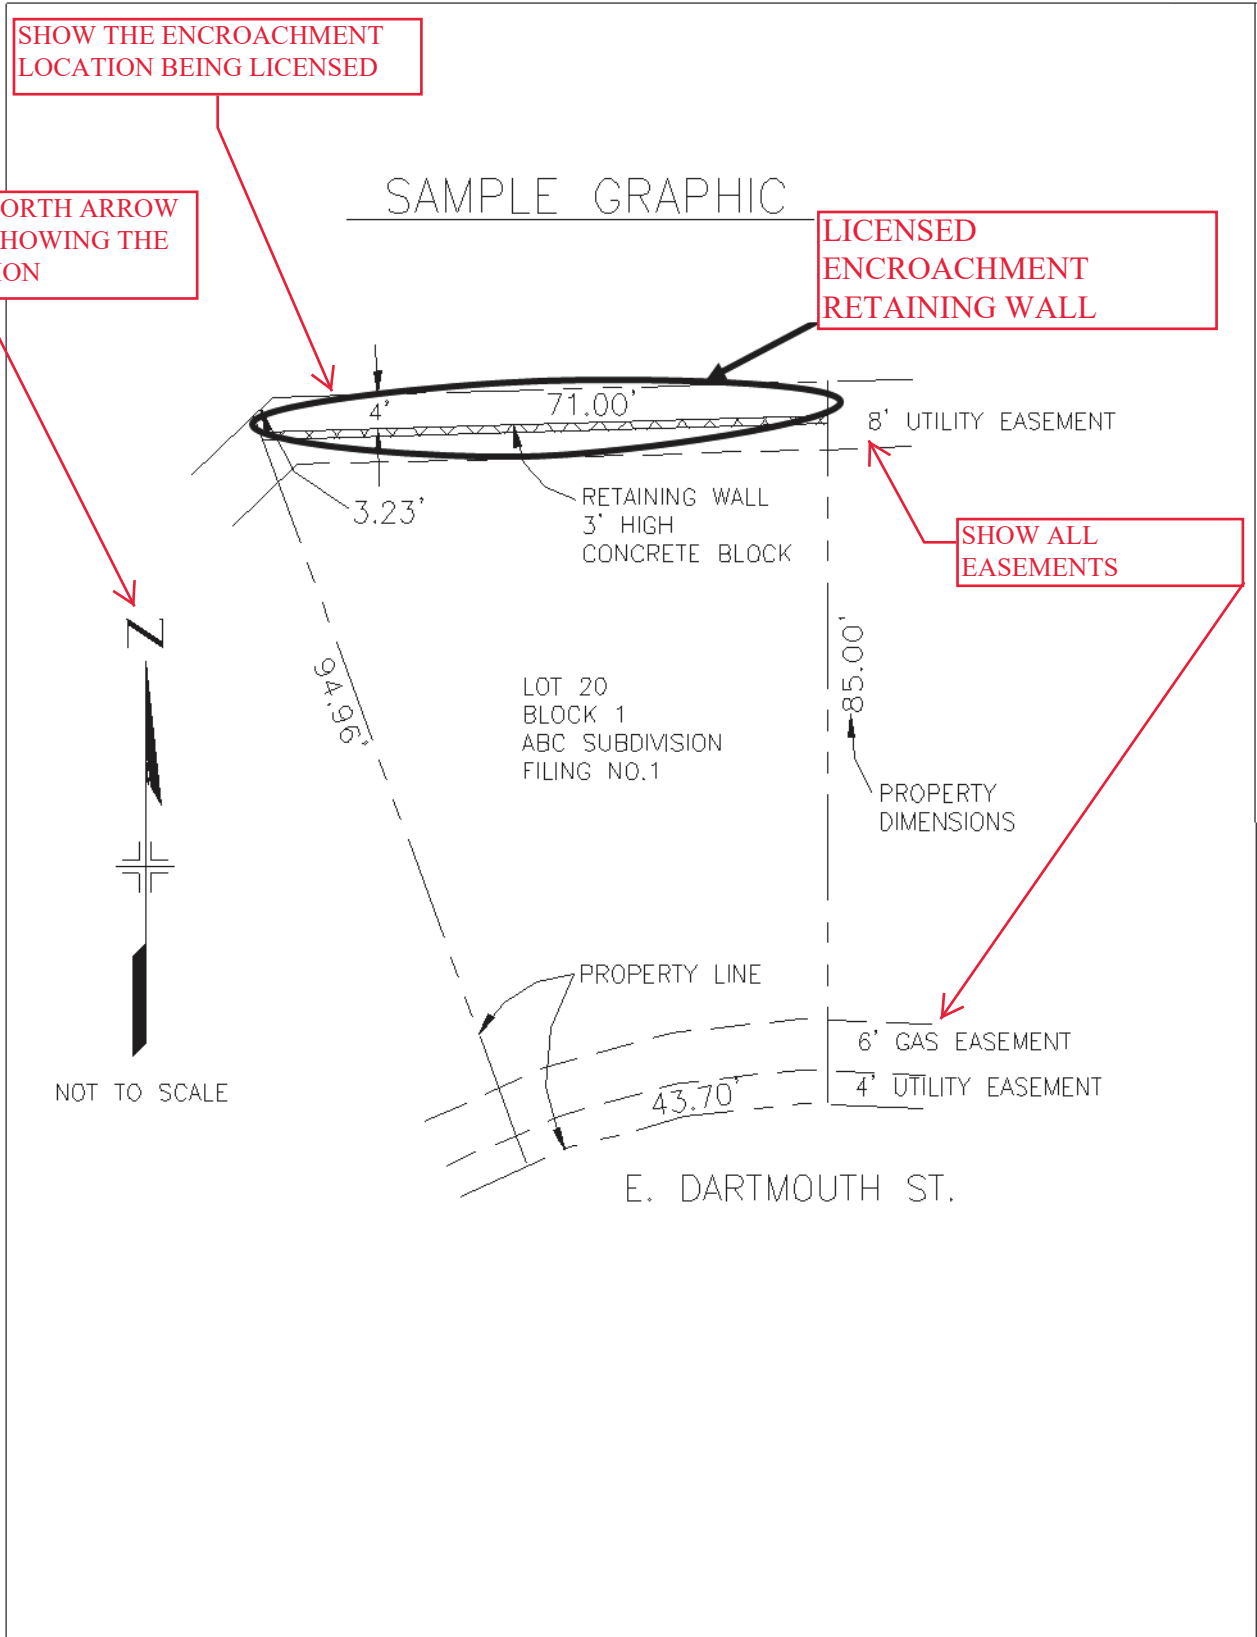 SHOW THE ENCROACHMENT
LOCATION BEING LICENSED
SAMPLE GRAPHIC
ORTH ARROW
HOWING THE
ION
LICENSED
ENCROACHMENT
RETAINING WALL
4'
71.00'
8' UTILITY EASEMENT
3.23'
RETAINING WALL
3' HIGH
CONCRETE BLOCK
SHOW ALL
EASEMENTS
N
94.96'
85.00'
LOT 20
BLOCK 1
ABC SUBDIVISION
FILING NO.1
PROPERTY
DIMENSIONS
PROPERTY LINE
6' GAS EASEMENT
NOT TO SCALE
4' UTILITY EASEMENT
43.70'
E. DARTMOUTH ST.